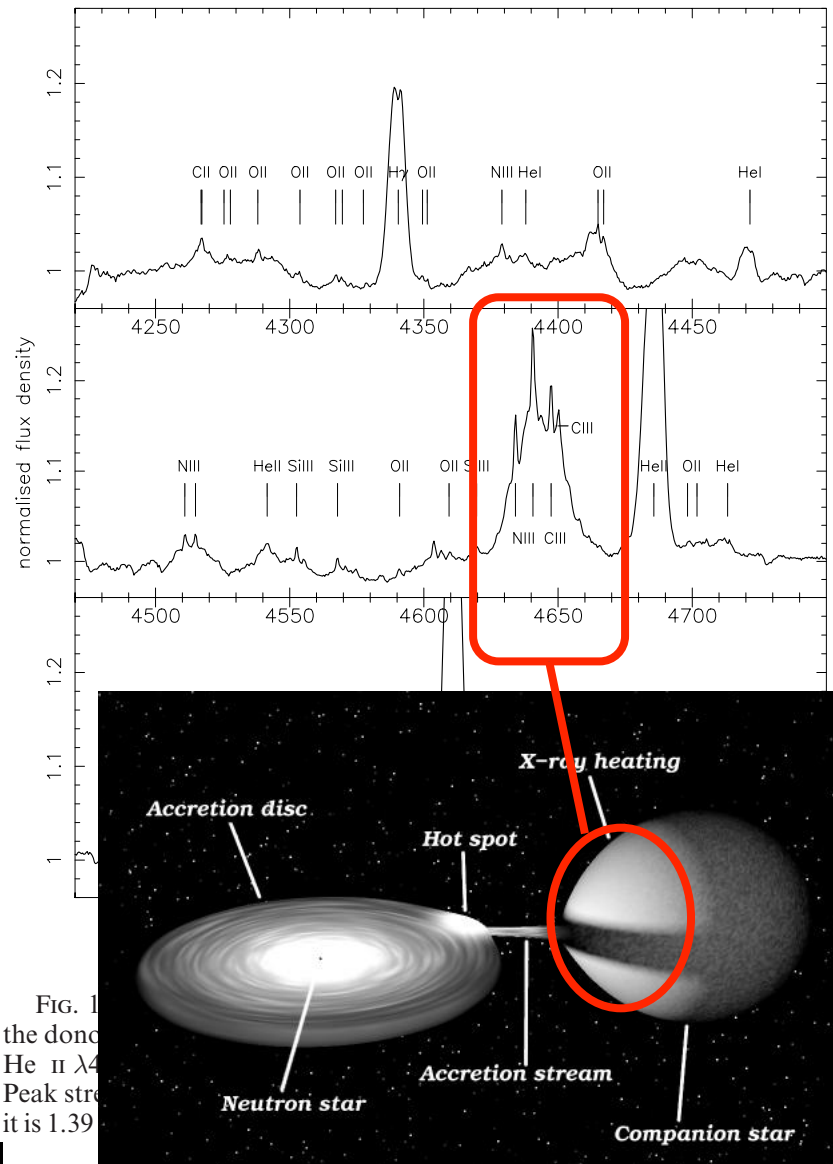 1.2
CII OII OII OII OII OII Hγ OII NIII HeI OII HeI
1.1
1
4250 4300 4350 4400 4450
normalised flux density
1.2
CIII
1.1
NIII HeII SiIII SiIII OII OII SiIII HeII OII HeI
NIII CIII
1
4500 4550 4600 4650 4700
1.2
1.1
1
X-ray heating
Accretion disc
Hot spot
Accretion stream
Neutron star
Companion star
FIG. 1
the dono
He II λ4
Peak stre
it is 1.39